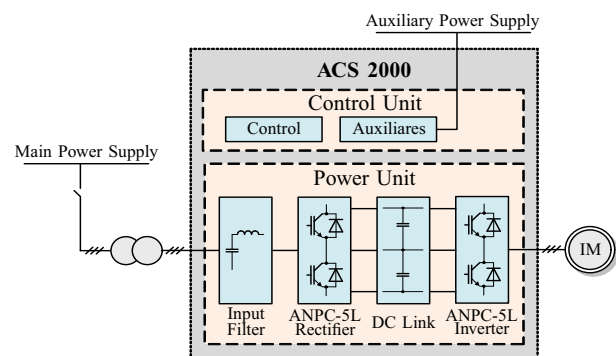 Auxiliary Power Supply
ACS 2000
Control Unit
Control
Auxiliares
Main Power Supply
Power Unit
IM
Input
Filter
ANPC-5L
Rectifier
DC Link
ANPC-5L
Inverter